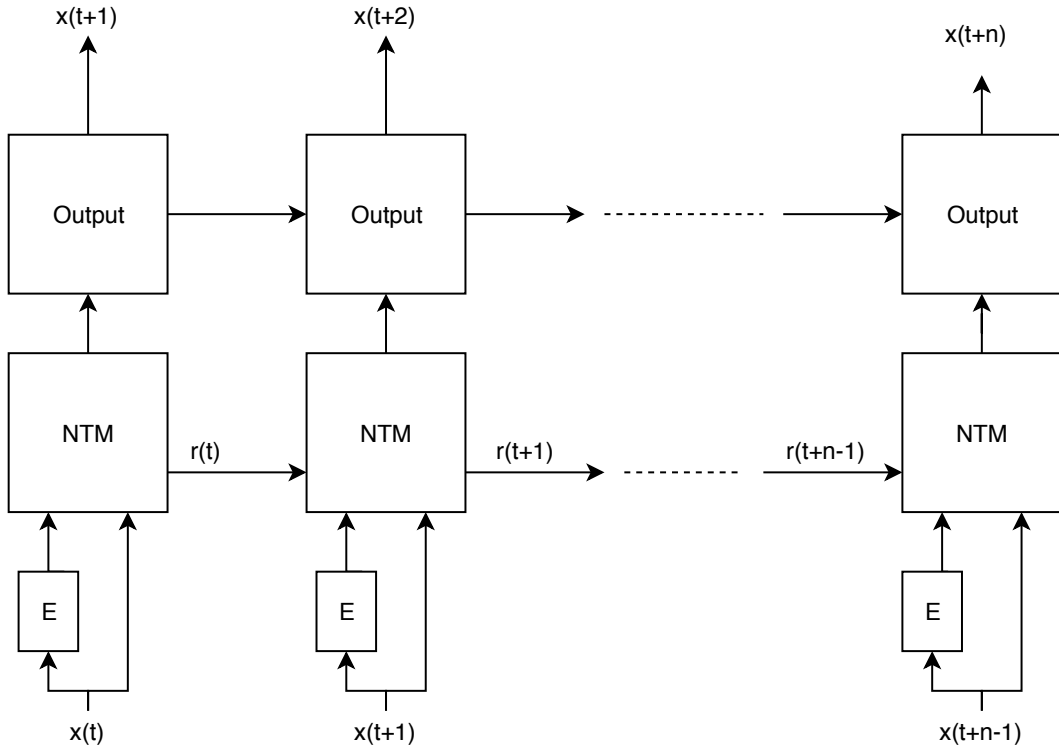 x(t+1)
x(t+2)
x(t+n)
Output
Output
Output
NTM
NTM
NTM
r(t)
r(t+1)
r(t+n-1)
E
E
E
x(t)
x(t+1)
x(t+n-1)